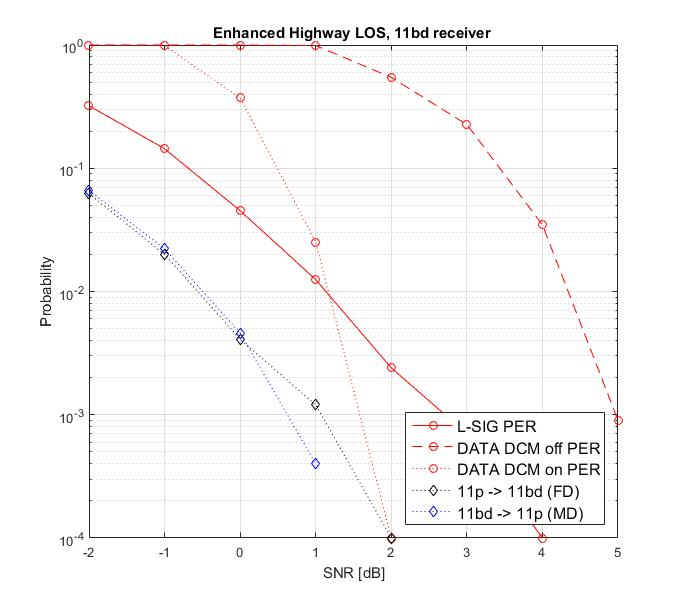 Enhanced Highway LOS, 11bd receiver
10^0
10^-1
10^-2
10^-3
10^-4
Probability
-2 -1 0 1 2 3 4 5
SNR [dB]
L-SIG PER
DATA DCM off PER
DATA DCM on PER
11p -> 11bd (FD)
11bd -> 11p (MD)